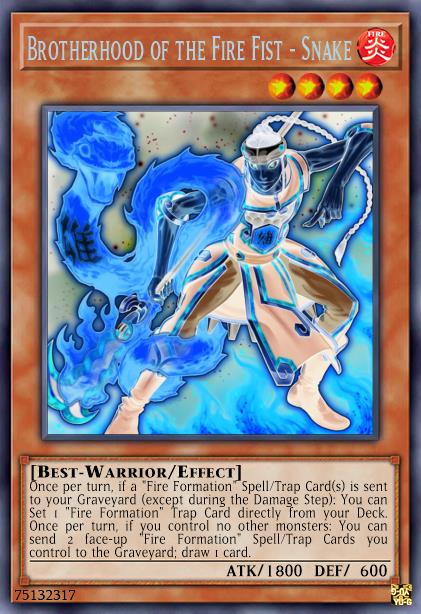 BROTHERHOOD OF THE FIRE FIST - SNAKE
FIRE
炎
[BEST-WARRIOR/EFFECT]
Once per turn, if a "Fire Formation" Spell/Trap Card(s) is sent
to your Graveyard (except during the Damage Step): You can
Set 1 "Fire Formation" Trap Card directly from your Deck.
Once per turn, if you control no other monsters: You can
send 2 face-up "Fire Formation" Spell/Trap Cards you
control to the Graveyard; draw 1 card.
ATK/1800 DEF/ 600
75132317